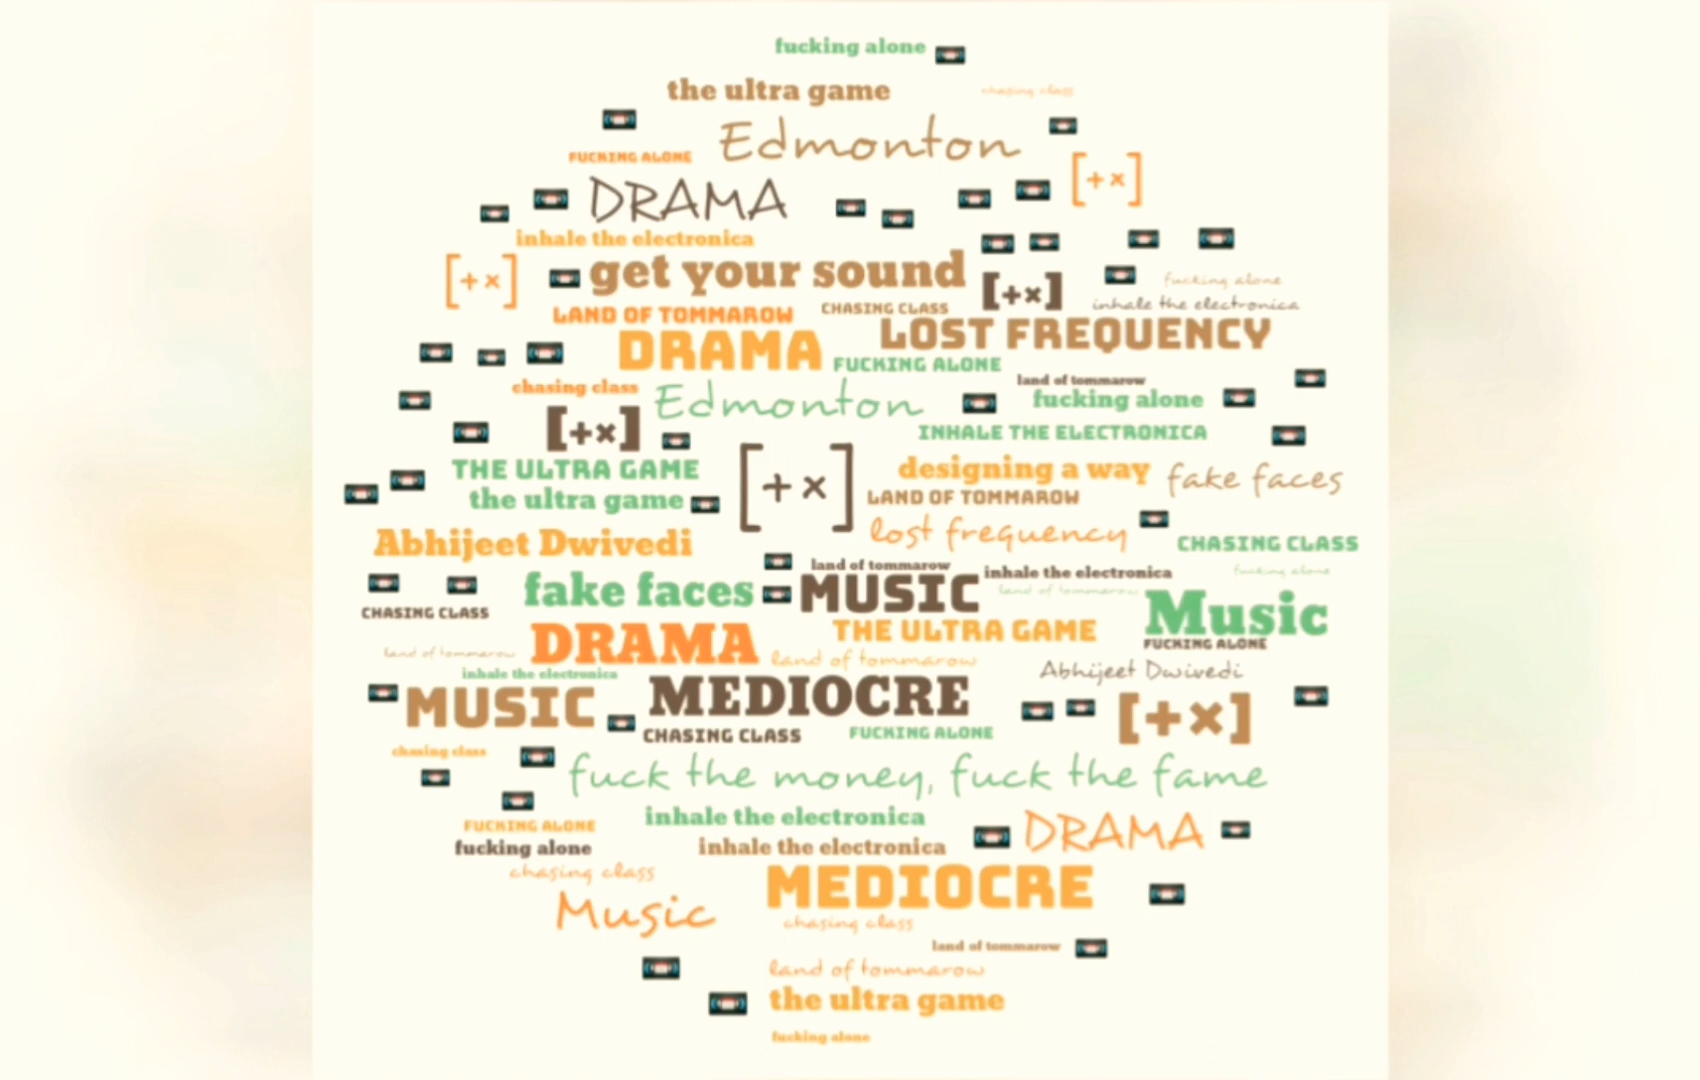 fucking alone
the ultra game
chasing class
Edmonton
FUCKING ALONE
[+×]
DRAMA
inhale the electronica
[+×]
get your sound
[+×]
fucking alone
inhale the electronica
LAND OF TOMMAROW
CHASING CLASS
LOST FREQUENCY
DRAMA
FUCKING ALONE
chasing class
Edmonton
land of tommarow
fucking alone
[+×]
INHALE THE ELECTRONICA
THE ULTRA GAME
[+×]
designing a way
fake faces
the ultra game
LAND OF TOMMAROW
lost frequency
Abhijeet Dwivedi
CHASING CLASS
land of tommarow
inhale the electronica
fucking alone
fake faces
MUSIC
land of tommarow
Music
CHASING CLASS
DRAMA
THE ULTRA GAME
FUCKING ALONE
land of tommarow
land of tommarow
Abhijeet Dwivedi
inhale the electronica
MUSIC
MEDIOCRE
[+×]
CHASING CLASS
FUCKING ALONE
chasing class
fuck the money, fuck the fame
inhale the electronica
FUCKING ALONE
DRAMA
fucking alone
inhale the electronica
chasing class
MEDIOCRE
Music
chasing class
land of tommarow
land of tommarow
the ultra game
fucking alone